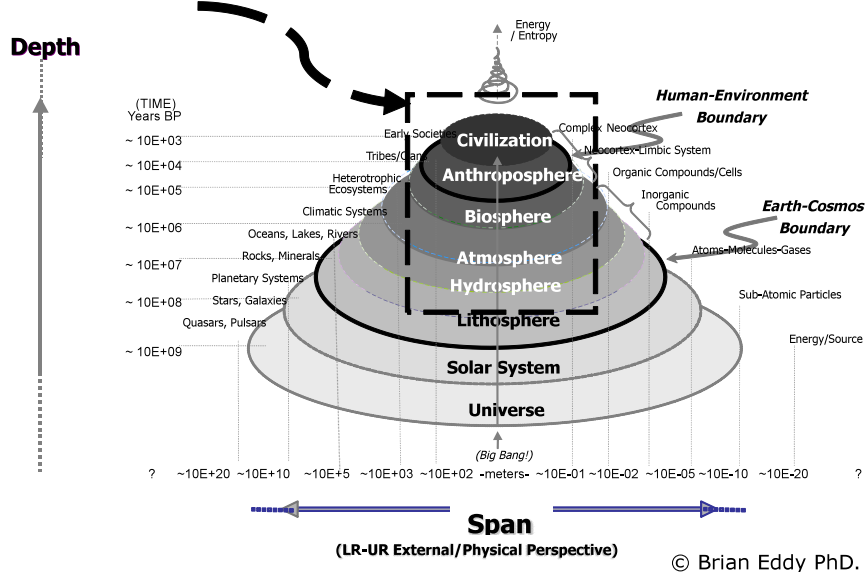 Depth
Energy
/ Entropy
(TIME)
Years BP
~ 10E+03
~ 10E+04
~ 10E+05
~ 10E+06
~ 10E+07
~ 10E+08
~ 10E+09
Early Societies
Tribes/Clans
Heterotrophic
Ecosystems
Climatic Systems
Oceans, Lakes, Rivers
Rocks, Minerals
Planetary Systems
Stars, Galaxies
Quasars, Pulsars
Civilization
Anthroposphere
Biosphere
Atmosphere
Hydrosphere
Lithosphere
Solar System
Universe
(Big Bang!)
Human-Environment
Boundary
Complex Neocortex
Neocortex-Limbic System
Organic Compounds/Cells
Inorganic
Compounds
Earth-Cosmos
Boundary
Atoms-Molecules-Gases
Sub-Atomic Particles
Energy/Source
? ~10E+20 ~10E+10 ~10E+5 ~10E+03 ~10E+02 -meters- ~10E-01 ~10E-02 ~10E-05 ~10E-10 ~10E-20 ?
Span
(LR-UR External/Physical Perspective)
© Brian Eddy PhD.